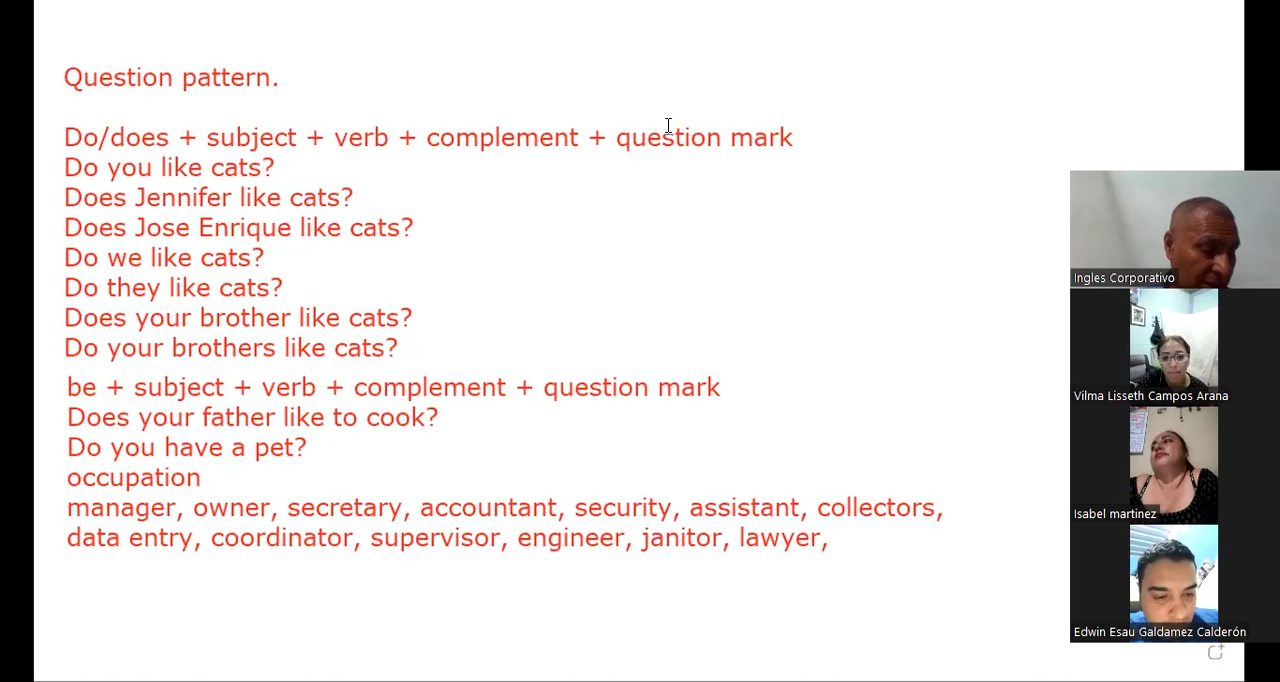 Question pattern.
Do/does + subject + verb + complement + question mark
Do you like cats?
Does Jennifer like cats?
Does Jose Enrique like cats?
Do we like cats?
Do they like cats?
Does your brother like cats?
Do your brothers like cats?
be + subject + verb + complement + question mark
Does your father like to cook?
Do you have a pet?
occupation
manager, owner, secretary, accountant, security, assistant, collectors,
data entry, coordinator, supervisor, engineer, janitor, lawyer,
Ingles Corporativo
Vilma Lisseth Campos Arana
Isabel martinez
Edwin Esau Galdamez Calderón